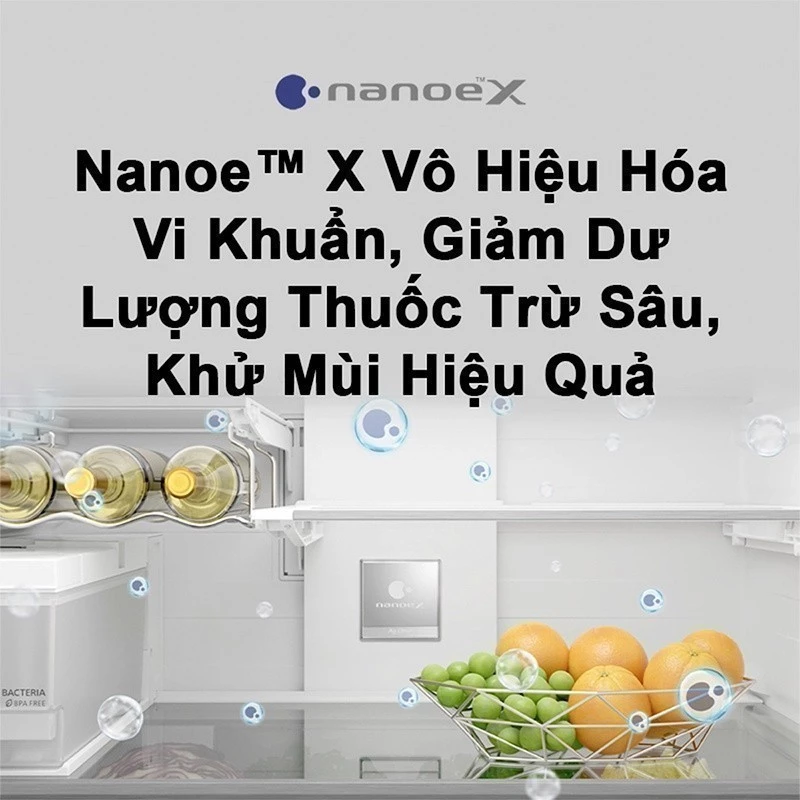 nanoe™X
Nanoe™ X Vô Hiệu Hóa
Vi Khuẩn, Giảm Dư
Lượng Thuốc Trừ Sâu,
Khử Mùi Hiệu Quả
nanoeX
BACTERIA
BPA FREE